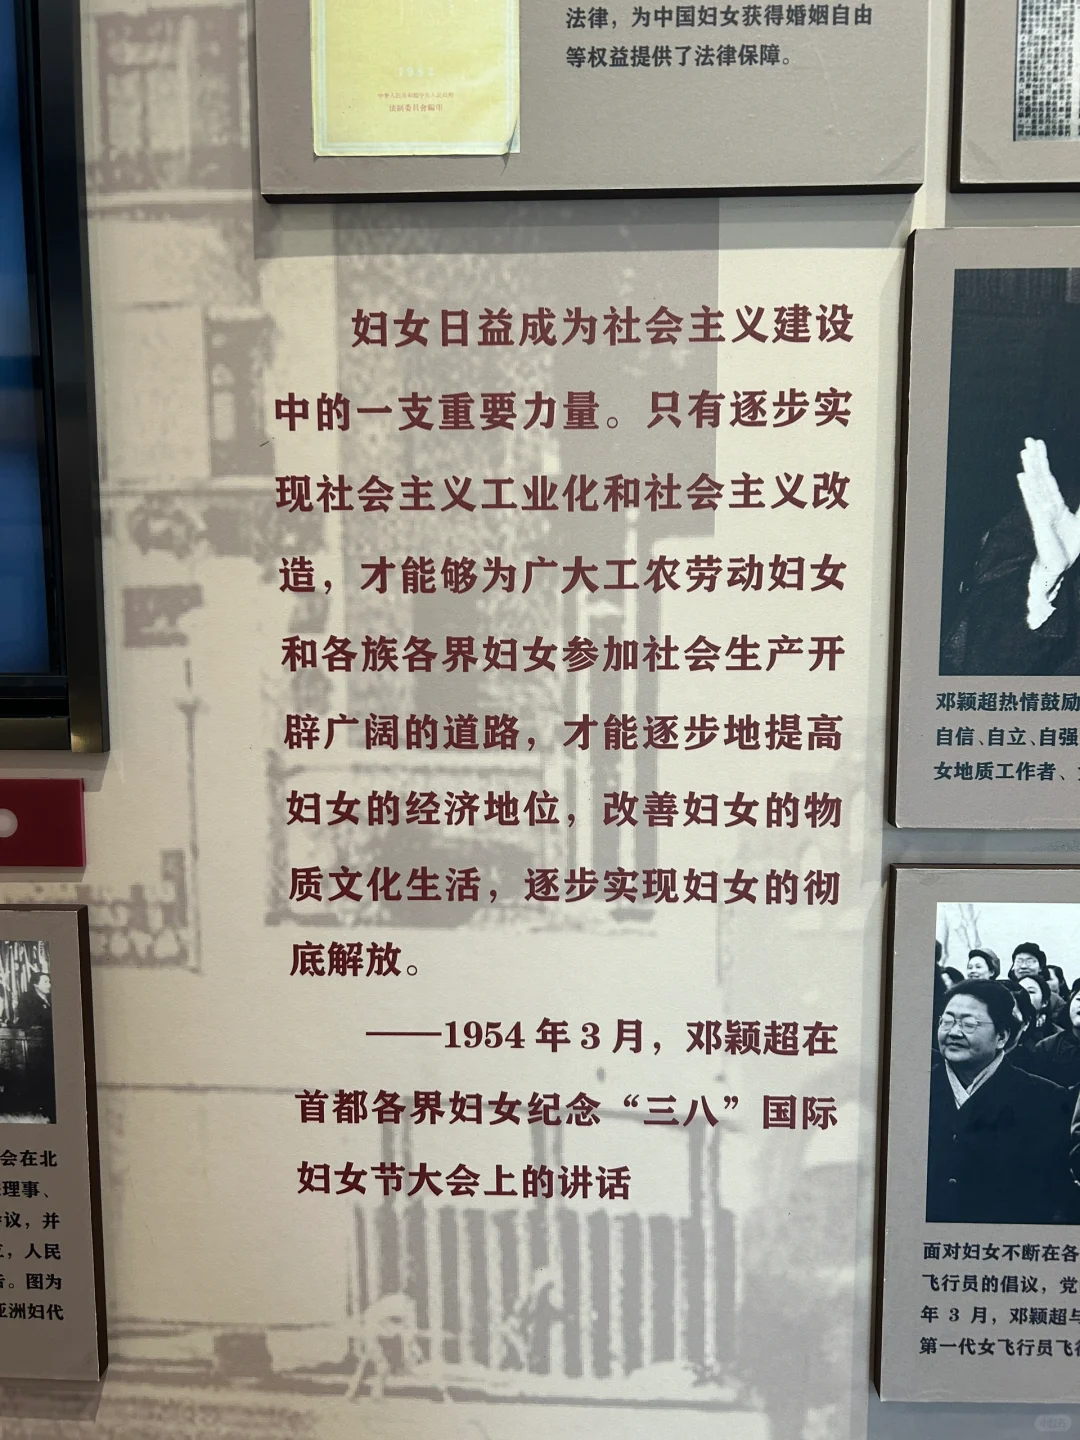 法律，为中国妇女获得婚姻自由
等权益提供了法律保障。
妇女日益成为社会主义建设
中的一支重要力量。只有逐步实
现社会主义工业化和社会主义改
造，才能够为广大工农劳动妇女
和各族各界妇女参加社会生产开
辟广阔的道路，才能逐步地提高
妇女的经济地位，改善妇女的物
质文化生活，逐步实现妇女的彻
底解放。
——1954 年 3 月，邓颖超在
首都各界妇女纪念“三八”国际
妇女节大会上的讲话
邓颖超热情鼓励
自信、自立、自强
女地质工作者、
面对妇女不断在各
飞行员的倡议，党
年 3 月，邓颖超与
第一代女飞行员飞行
会在北
理事、
议，并
，人民
。图为
亚洲妇代